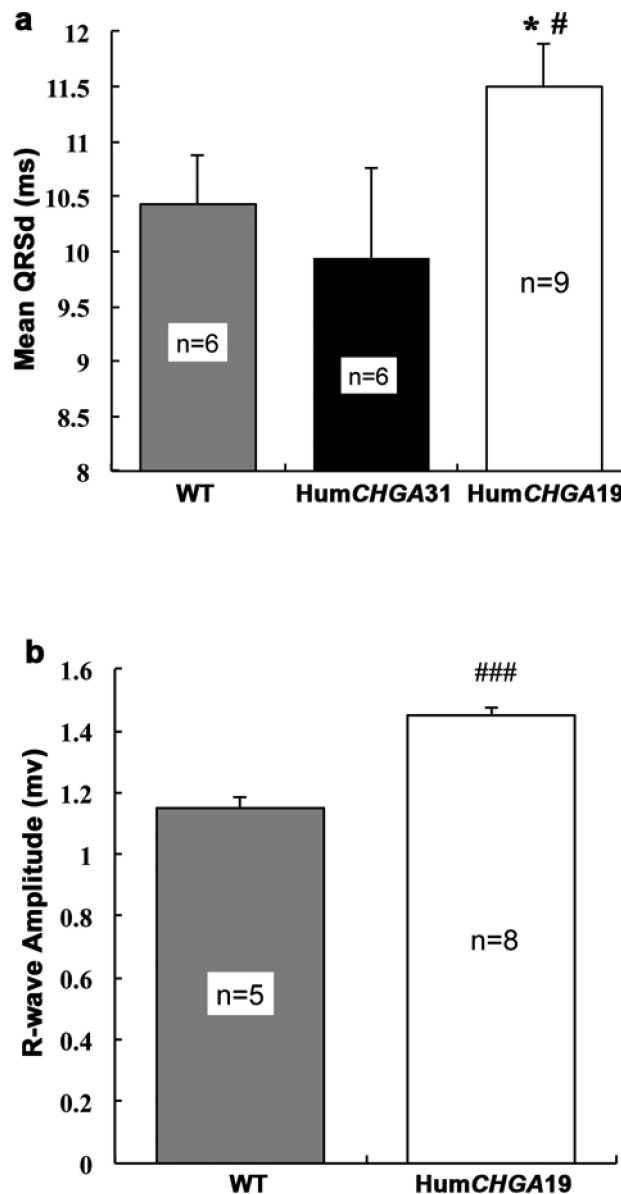 a
* #
Mean QRSd (ms)
12
11.5
11
10.5
10
9.5
9
8.5
8
n=6
n=6
n=9
WT
HumCHGA31
HumCHGA19
b
###
R-wave Amplitude (mv)
1.6
1.4
1.2
1
0.8
0.6
0.4
0.2
0
n=5
n=8
WT
HumCHGA19